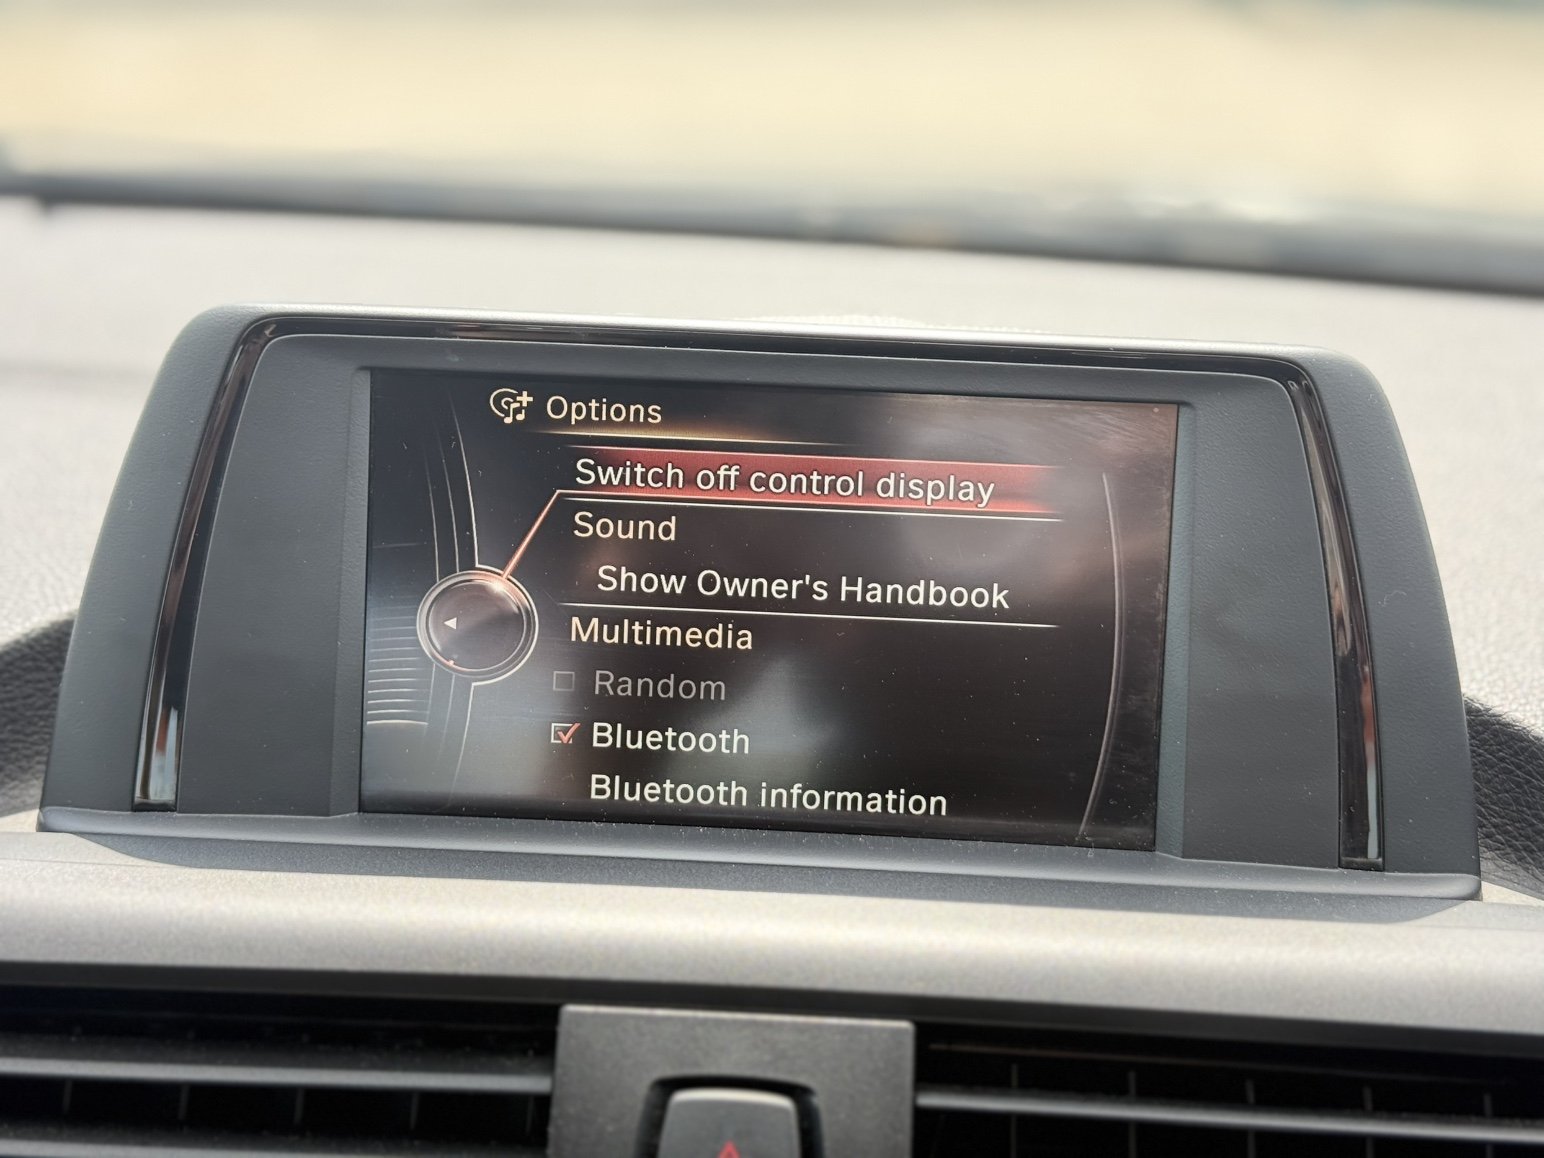 Options
Switch off control display
Sound
Show Owner's Handbook
Multimedia
Random
Bluetooth
Bluetooth information